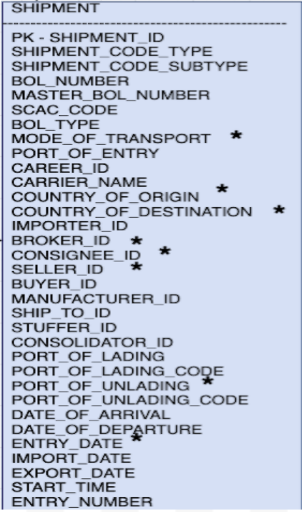 SHIPMENT
PK - SHIPMENT_ID
SHIPMENT_CODE_TYPE
SHIPMENT_CODE_SUBTYPE
BOL_NUMBER
MASTER_BOL_NUMBER
SCAC_CODE
BOL_TYPE
MODE_OF_TRANSPORT *
PORT_OF_ENTRY
CAREER_ID
CARRIER_NAME
COUNTRY_OF_ORIGIN *
COUNTRY_OF_DESTINATION *
IMPORTER_ID
BROKER_ID *
CONSIGNEE_ID *
SELLER_ID *
BUYER_ID
MANUFACTURER_ID
SHIP_TO_ID
STUFFER_ID
CONSOLIDATOR_ID
PORT_OF_LADING
PORT_OF_LADING_CODE
PORT_OF_UNLADING *
PORT_OF_UNLADING_CODE
DATE_OF_ARRIVAL
DATE_OF_DEPARTURE
ENTRY_DATE *
IMPORT_DATE
EXPORT_DATE
START_TIME
ENTRY_NUMBER